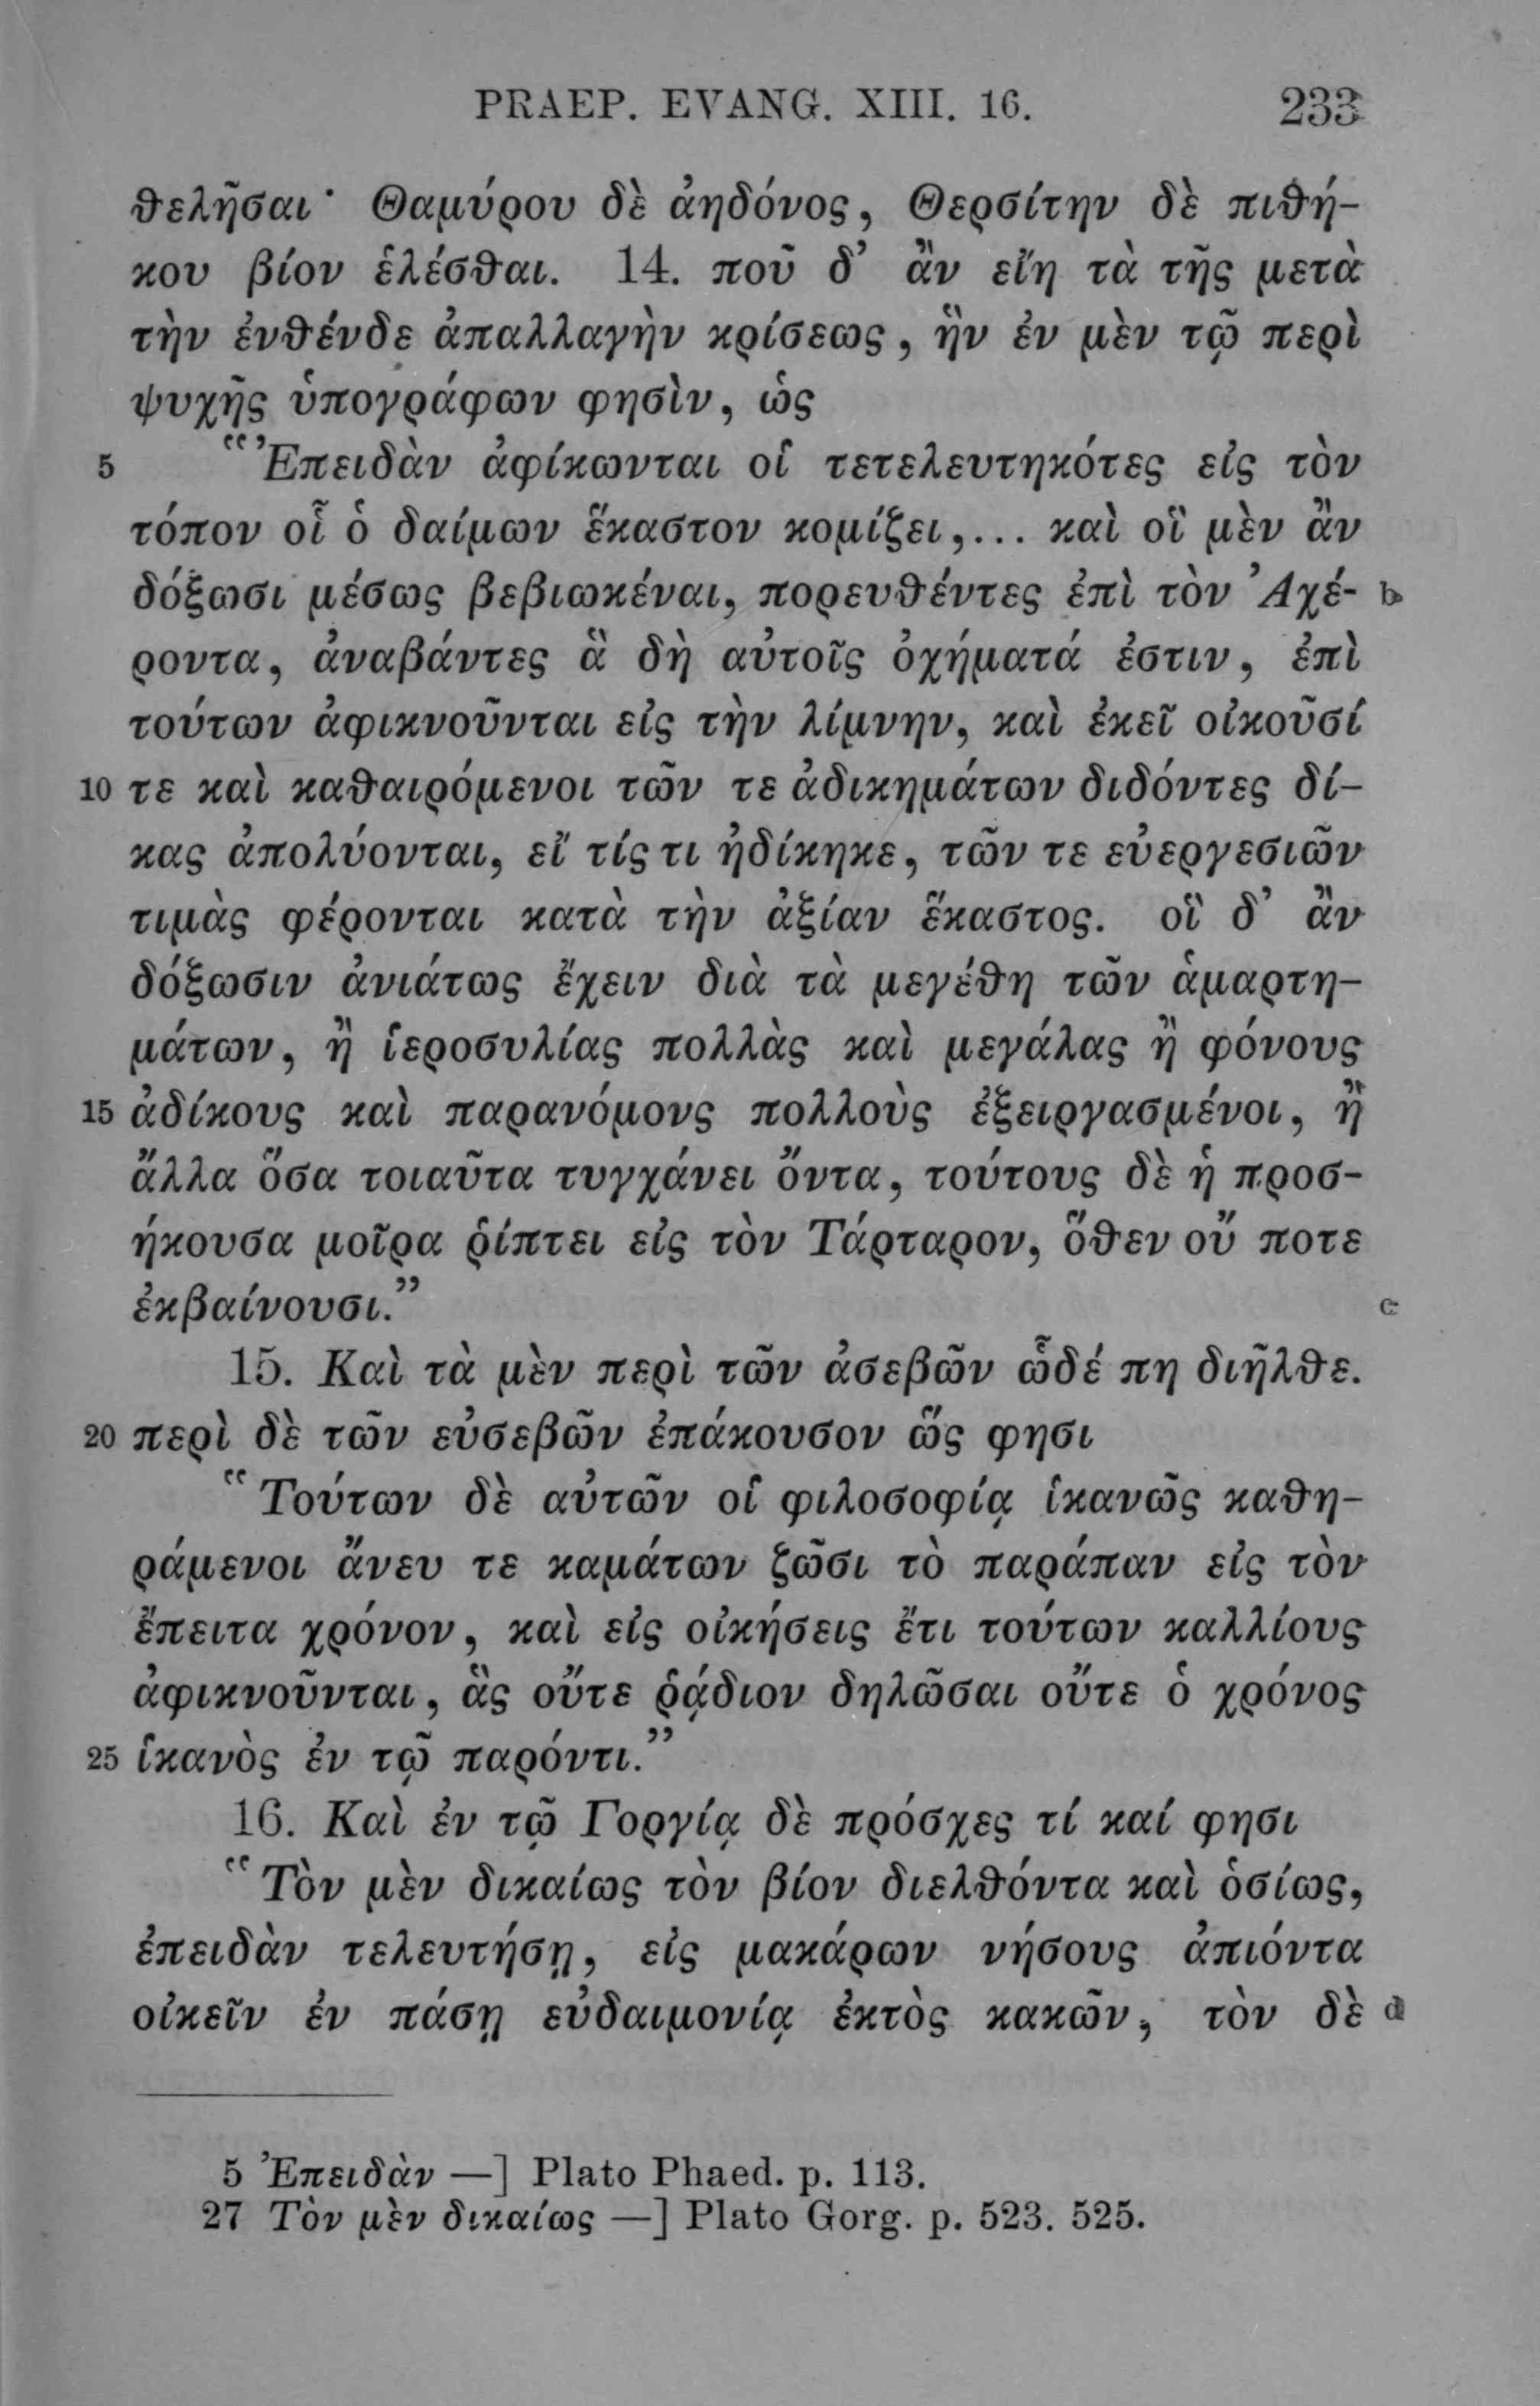 PRAEP. EVANG. XIII. 16. 233
θελῆσαι· Θαμύρου δὲ ἀηδόνος, Θερσίτην δὲ πιθή-
κου βίον ἑλέσθαι. 14. ποῦ δ’ ἂν εἴη τὰ τῆς μετὰ
τὴν ἐνθένδε ἀπαλλαγὴν κρίσεως, ἣν ἐν μὲν τῷ περὶ
ψυχῆς ὑπογράφων φησὶν, ὡς
5 “Ἐπειδὰν ἀφίκωνται οἱ τετελευτηκότες εἰς τὸν
τόπον οἷ ὁ δαίμων ἕκαστον κομίζει,... καὶ οἳ μὲν ἂν
δόξωσι μέσως βεβιωκέναι, πορευθέντες ἐπὶ τὸν Ἀχέ- b
ροντα, ἀναβάντες ἃ δὴ αὐτοῖς ὀχήματά ἐστιν, ἐπὶ
τούτων ἀφικνοῦνται εἰς τὴν λίμνην, καὶ ἐκεῖ οἰκοῦσί
10 τε καὶ καθαιρόμενοι τῶν τε ἀδικημάτων διδόντες δί-
κας ἀπολύονται, εἴ τίς τι ἠδίκηκε, τῶν τε εὐεργεσιῶν
τιμὰς φέρονται κατὰ τὴν ἀξίαν ἕκαστος. οἳ δ’ ἂν
δόξωσιν ἀνιάτως ἔχειν διὰ τὰ μεγέθη τῶν ἁμαρτη-
μάτων, ἢ ἱεροσυλίας πολλὰς καὶ μεγάλας ἢ φόνους
15 ἀδίκους καὶ παρανόμους πολλοὺς ἐξειργασμένοι, ἢ
ἄλλα ὅσα τοιαῦτα τυγχάνει ὄντα, τούτους δὲ ἡ προσ-
ήκουσα μοῖρα ῥίπτει εἰς τὸν Τάρταρον, ὅθεν οὔ ποτε
ἐκβαίνουσι.” c
15. Καὶ τὰ μὲν περὶ τῶν ἀσεβῶν ὧδέ πη διῆλθε.
20 περὶ δὲ τῶν εὐσεβῶν ἐπάκουσον ὥς φησι
“Τούτων δὲ αὐτῶν οἱ φιλοσοφίᾳ ἱκανῶς καθη-
ράμενοι ἄνευ τε καμάτων ζῶσι τὸ παράπαν εἰς τὸν
ἔπειτα χρόνον, καὶ εἰς οἰκήσεις ἔτι τούτων καλλίους
ἀφικνοῦνται, ἃς οὔτε ῥᾴδιον δηλῶσαι οὔτε ὁ χρόνος
25 ἱκανὸς ἐν τῷ παρόντι.”
16. Καὶ ἐν τῷ Γοργίᾳ δὲ πρόσχες τί καί φησι
“Τὸν μὲν δικαίως τὸν βίον διελθόντα καὶ ὁσίως,
ἐπειδὰν τελευτήσῃ, εἰς μακάρων νήσους ἀπιόντα
οἰκεῖν ἐν πάσῃ εὐδαιμονίᾳ ἐκτὸς κακῶν, τὸν δὲ d
5 Ἐπειδὰν —] Plato Phaed. p. 113.
27 Τὸν μὲν δικαίως —] Plato Gorg. p. 523. 525.